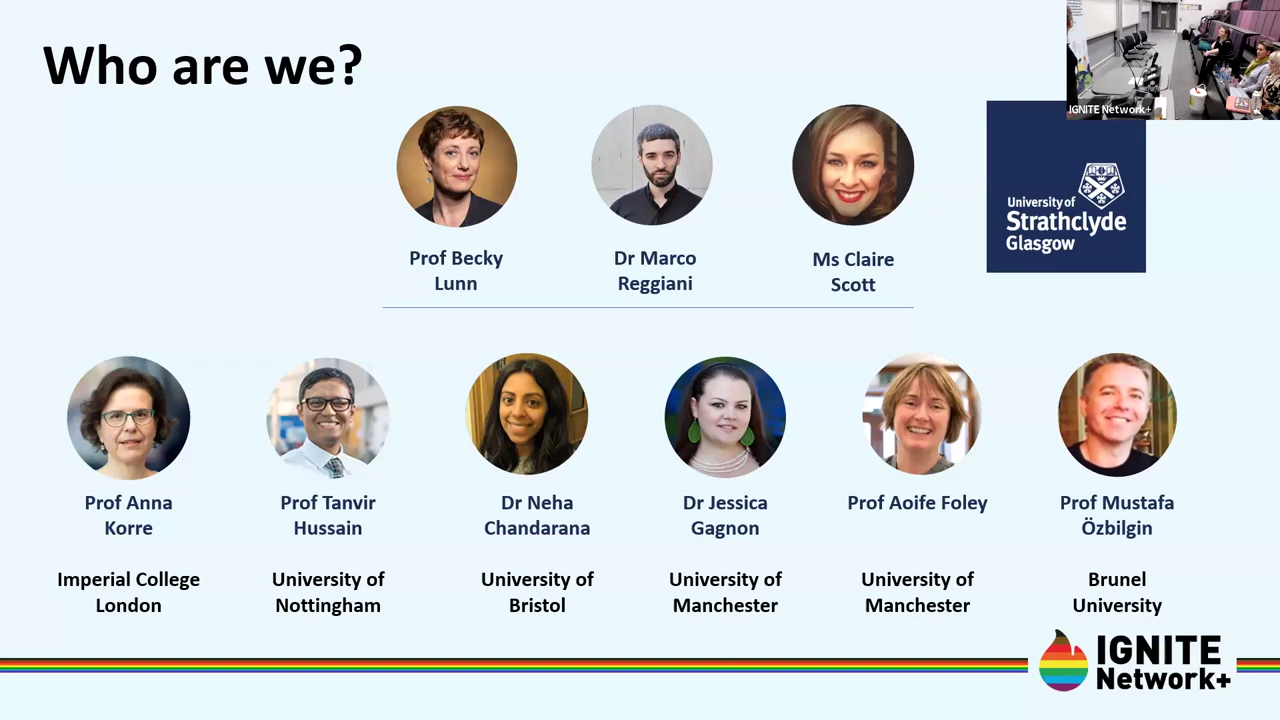 Who are we?
IGNITE Network+
Prof Becky
Lunn
Dr Marco
Reggiani
Ms Claire
Scott
University of
Strathclyde
Glasgow
Prof Anna
Korre
Imperial College
London
Prof Tanvir
Hussain
University of
Nottingham
Dr Neha
Chandarana
University of
Bristol
Dr Jessica
Gagnon
University of
Manchester
Prof Aoife Foley
University of
Manchester
Prof Mustafa
Özbilgin
Brunel
University
IGNITE
Network+